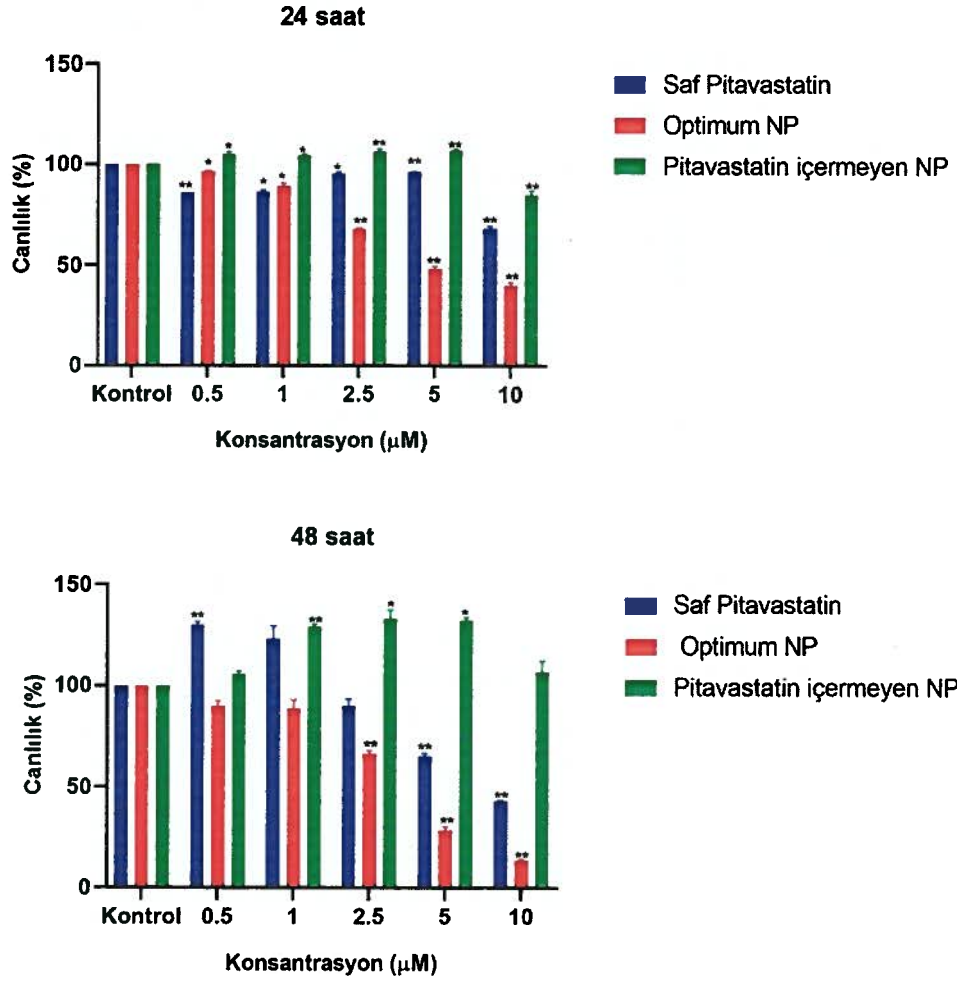 24 saat
150
100
50
0
Canlılık (%)
** * * * * * * * ** ** ** ** ** ** **
Kontrol 0.5 1 2.5 5 10
Konsantrasyon (μM)
Saf Pitavastatin
Optimum NP
Pitavastatin içermeyen NP
48 saat
150
100
50
0
Canlılık (%)
** ** ** * ** ** * ** **
Kontrol 0.5 1 2.5 5 10
Konsantrasyon (μM)
Saf Pitavastatin
Optimum NP
Pitavastatin içermeyen NP